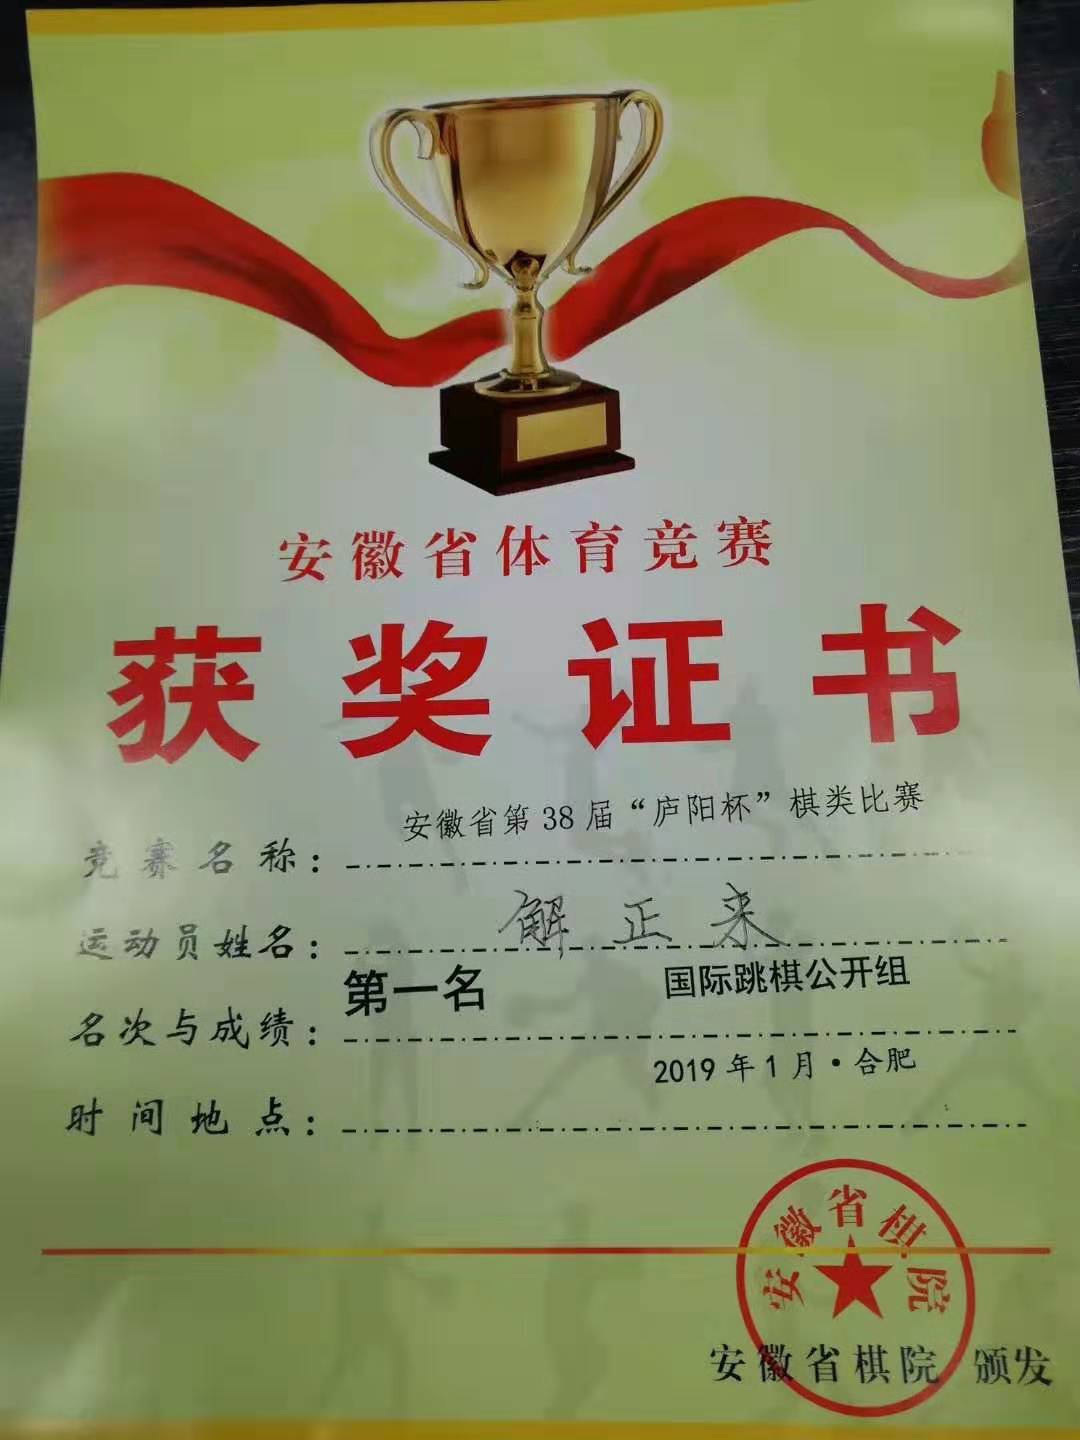 安徽省体育竞赛
获奖证书
安徽省第38届“庐阳杯”棋类比赛
竞赛名称：
运动员姓名：解正来
第一名 国际跳棋公开组
名次与成绩：
2019年1月·合肥
时间地点：
安徽省棋院
安徽省棋院 颁发